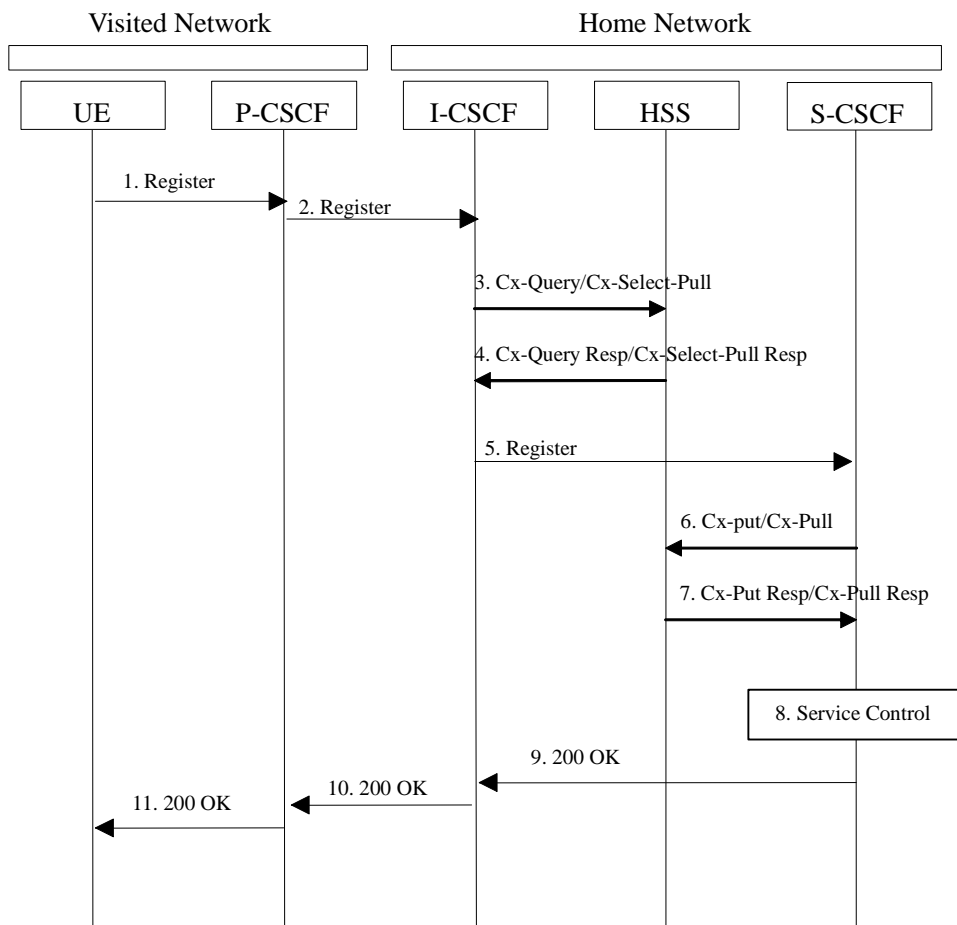 Visited Network
Home Network
UE
P-CSCF
I-CSCF
HSS
S-CSCF
1. Register
2. Register
3. Cx-Query/Cx-Select-Pull
4. Cx-Query Resp/Cx-Select-Pull Resp
5. Register
6. Cx-put/Cx-Pull
7. Cx-Put Resp/Cx-Pull Resp
8. Service Control
9. 200 OK
10. 200 OK
11. 200 OK